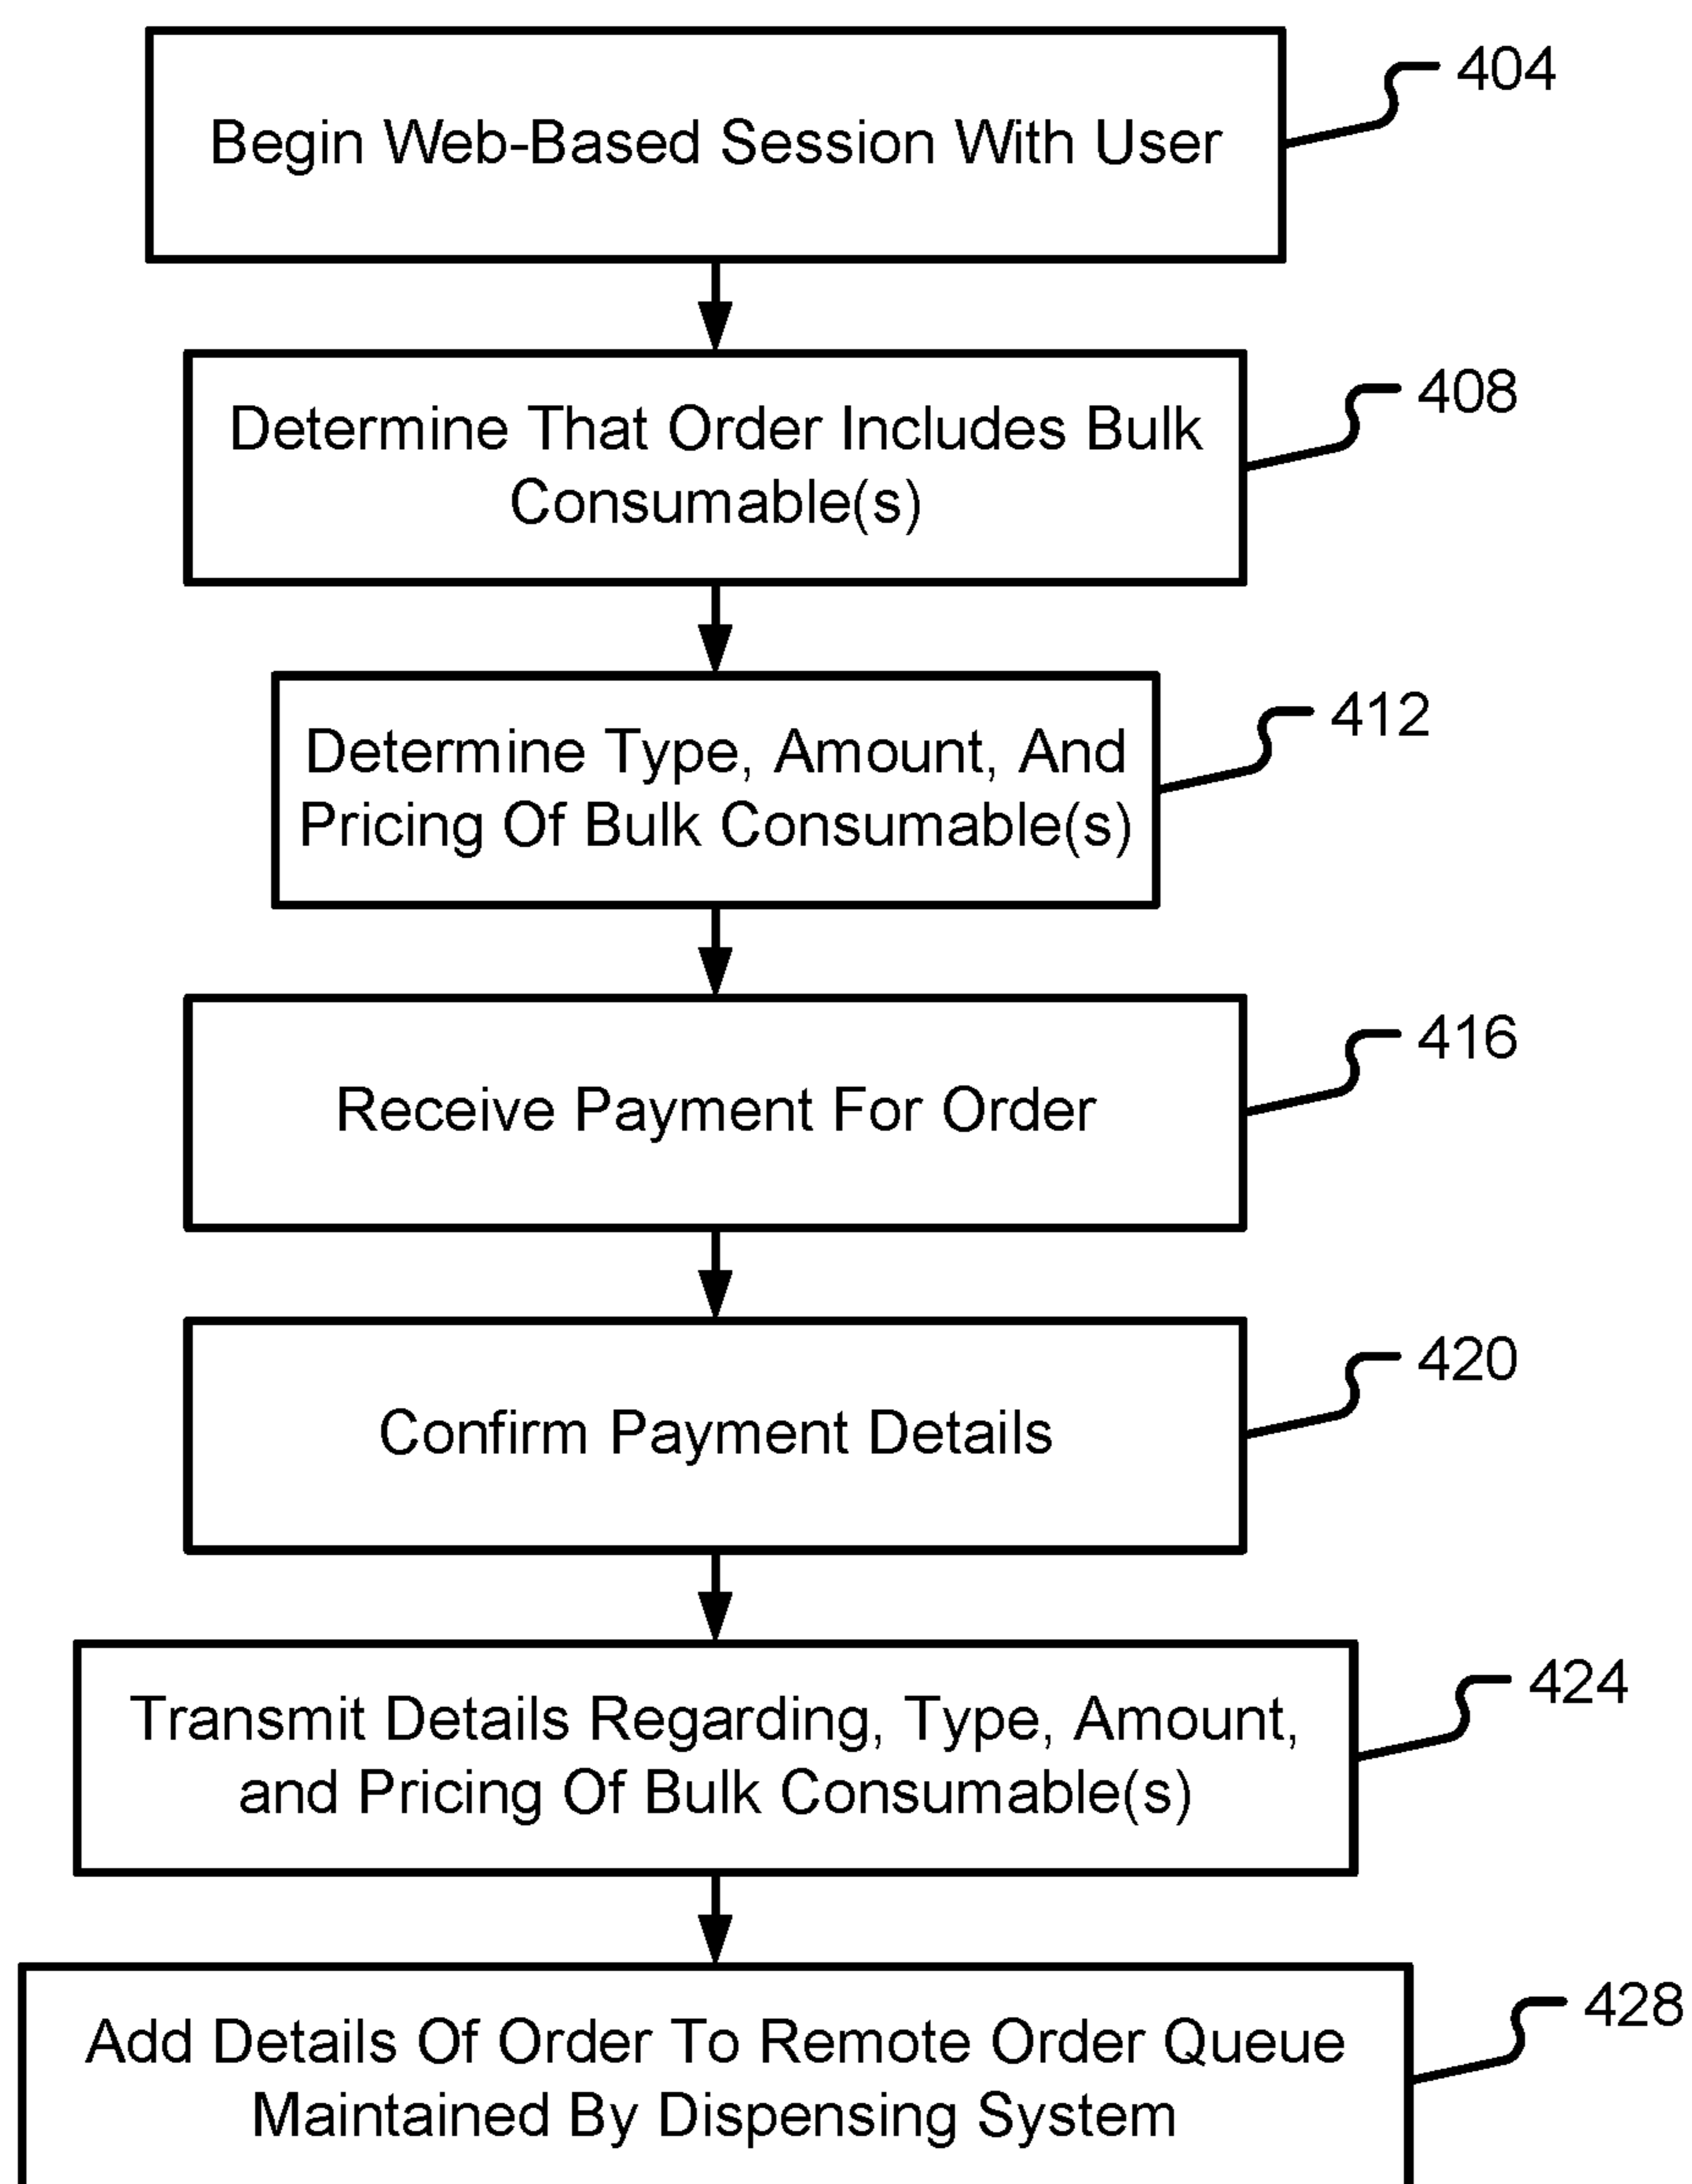 404
Begin Web-Based Session With User
408
Determine That Order Includes Bulk
Consumable(s)
412
Determine Type, Amount, And
Pricing Of Bulk Consumable(s)
416
Receive Payment For Order
420
Confirm Payment Details
424
Transmit Details Regarding, Type, Amount,
and Pricing Of Bulk Consumable(s)
428
Add Details Of Order To Remote Order Queue
Maintained By Dispensing System